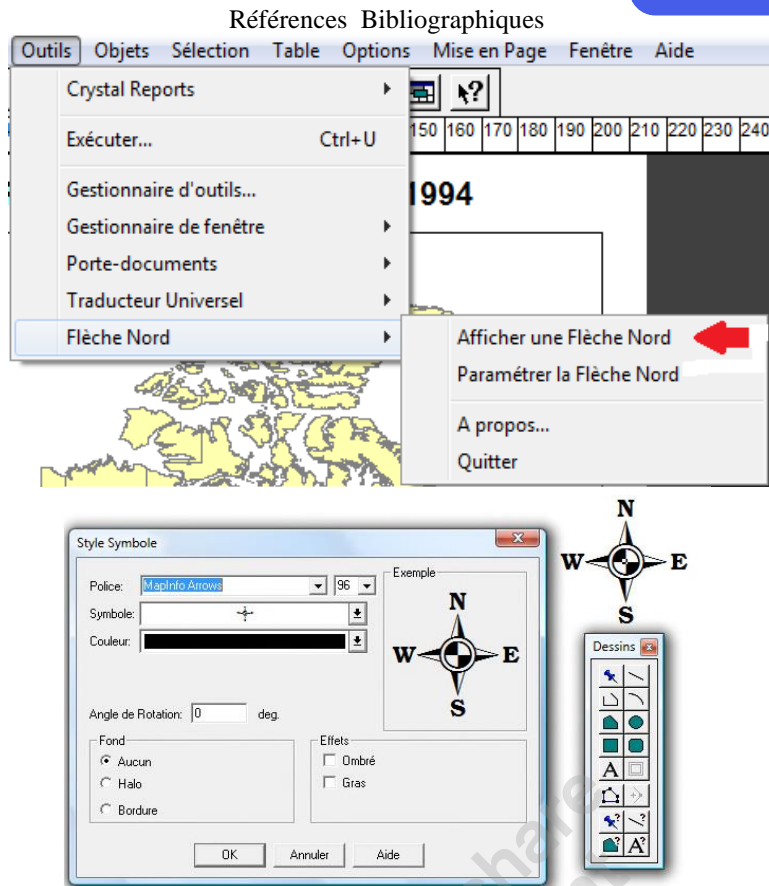 Références Bibliographiques
Outils Objets Sélection Table Options Mise en Page Fenêtre Aide
Crystal Reports
Exécuter... Ctrl+U
150 160 170 180 190 200 210 220 230 240
Gestionnaire d'outils...
1994
Gestionnaire de fenêtre
Porte-documents
Traducteur Universel
Flèche Nord
Afficher une Flèche Nord
Paramétrer la Flèche Nord
A propos...
Quitter
Style Symbole
Police: MapInfo Arrows 96
Symbole:
Couleur:
Angle de Rotation: 0 deg.
Fond
Aucun
Halo
Bordure
Effets
Ombré
Gras
Exemple
N
W E
S
OK Annuler Aide
N
W E
S
Dessins
A
? ?
? A?
share